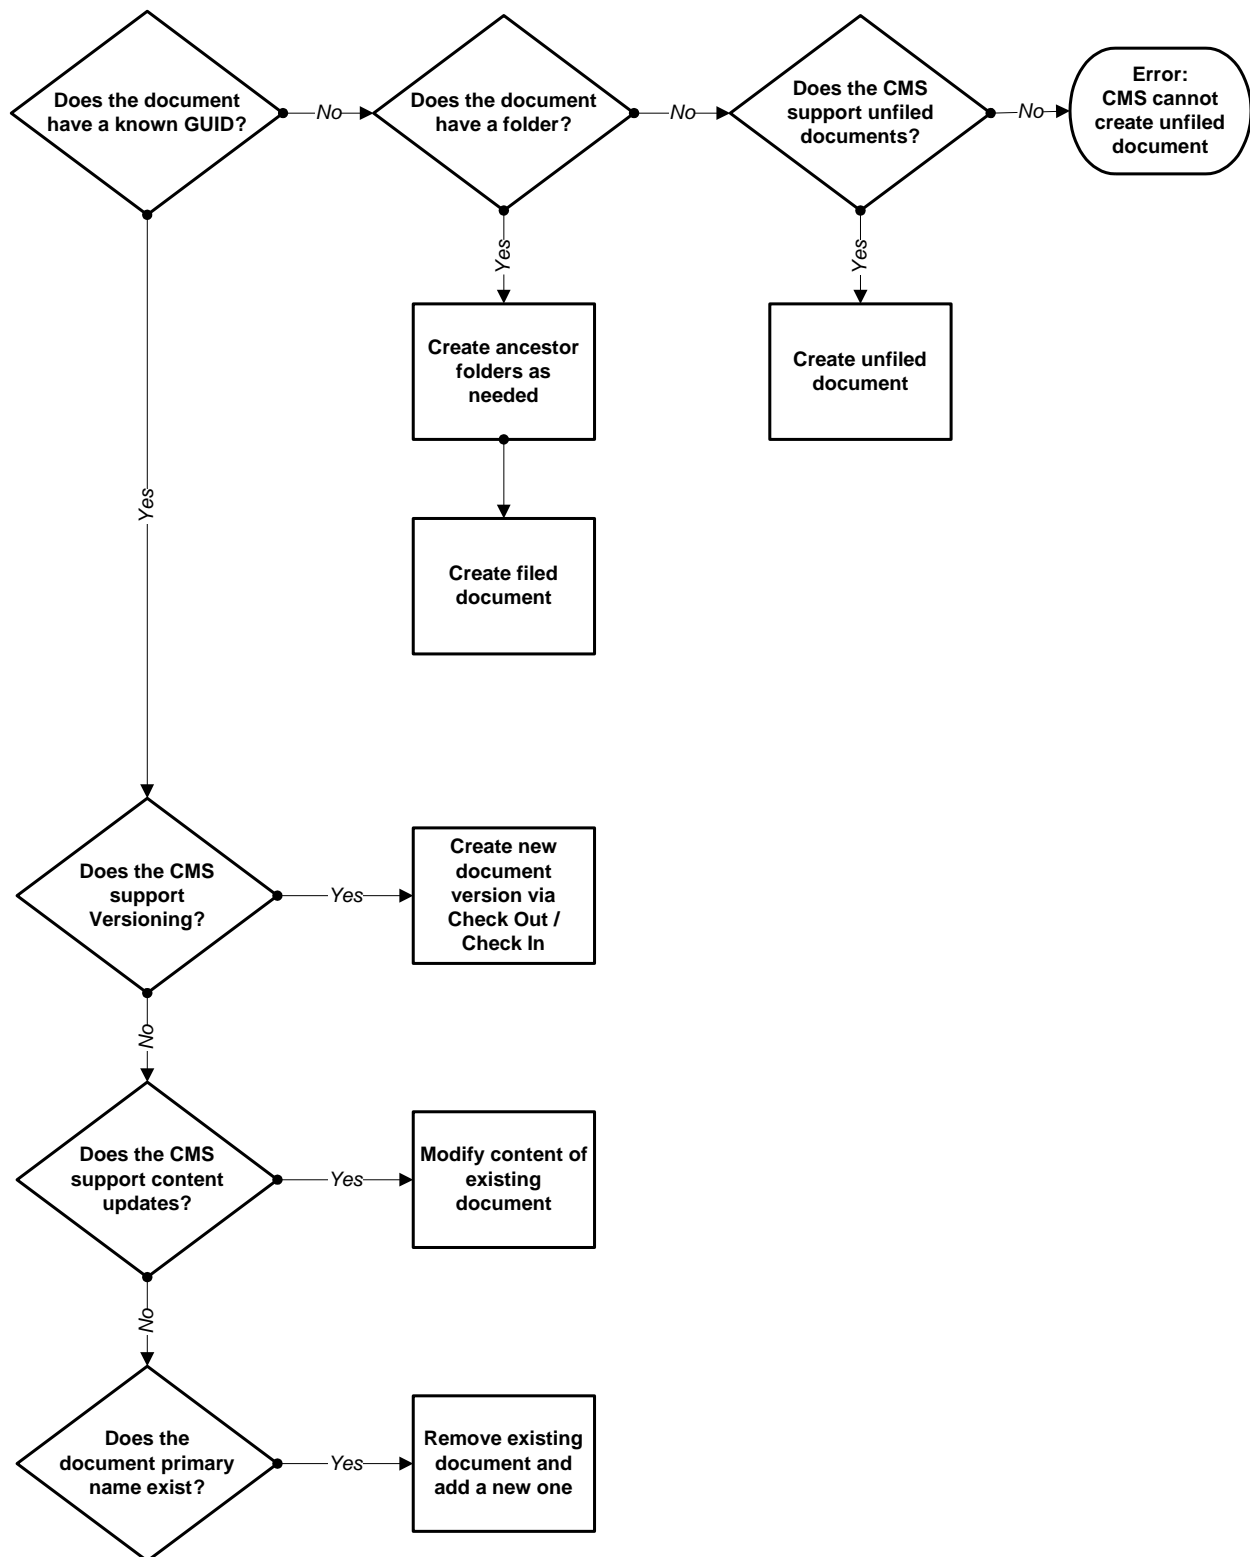 Does the document
have a known GUID?
No
Does the document
have a folder?
No
Does the CMS
support unfiled
documents?
No
Error:
CMS cannot
create unfiled
document
Yes
Yes
Yes
Create ancestor
folders as
needed
Create unfiled
document
Create filed
document
Does the CMS
support
Versioning?
Yes
Create new
document
version via
Check Out /
Check In
No
Does the CMS
support content
updates?
Yes
Modify content of
existing
document
No
Does the
document primary
name exist?
Yes
Remove existing
document and
add a new one